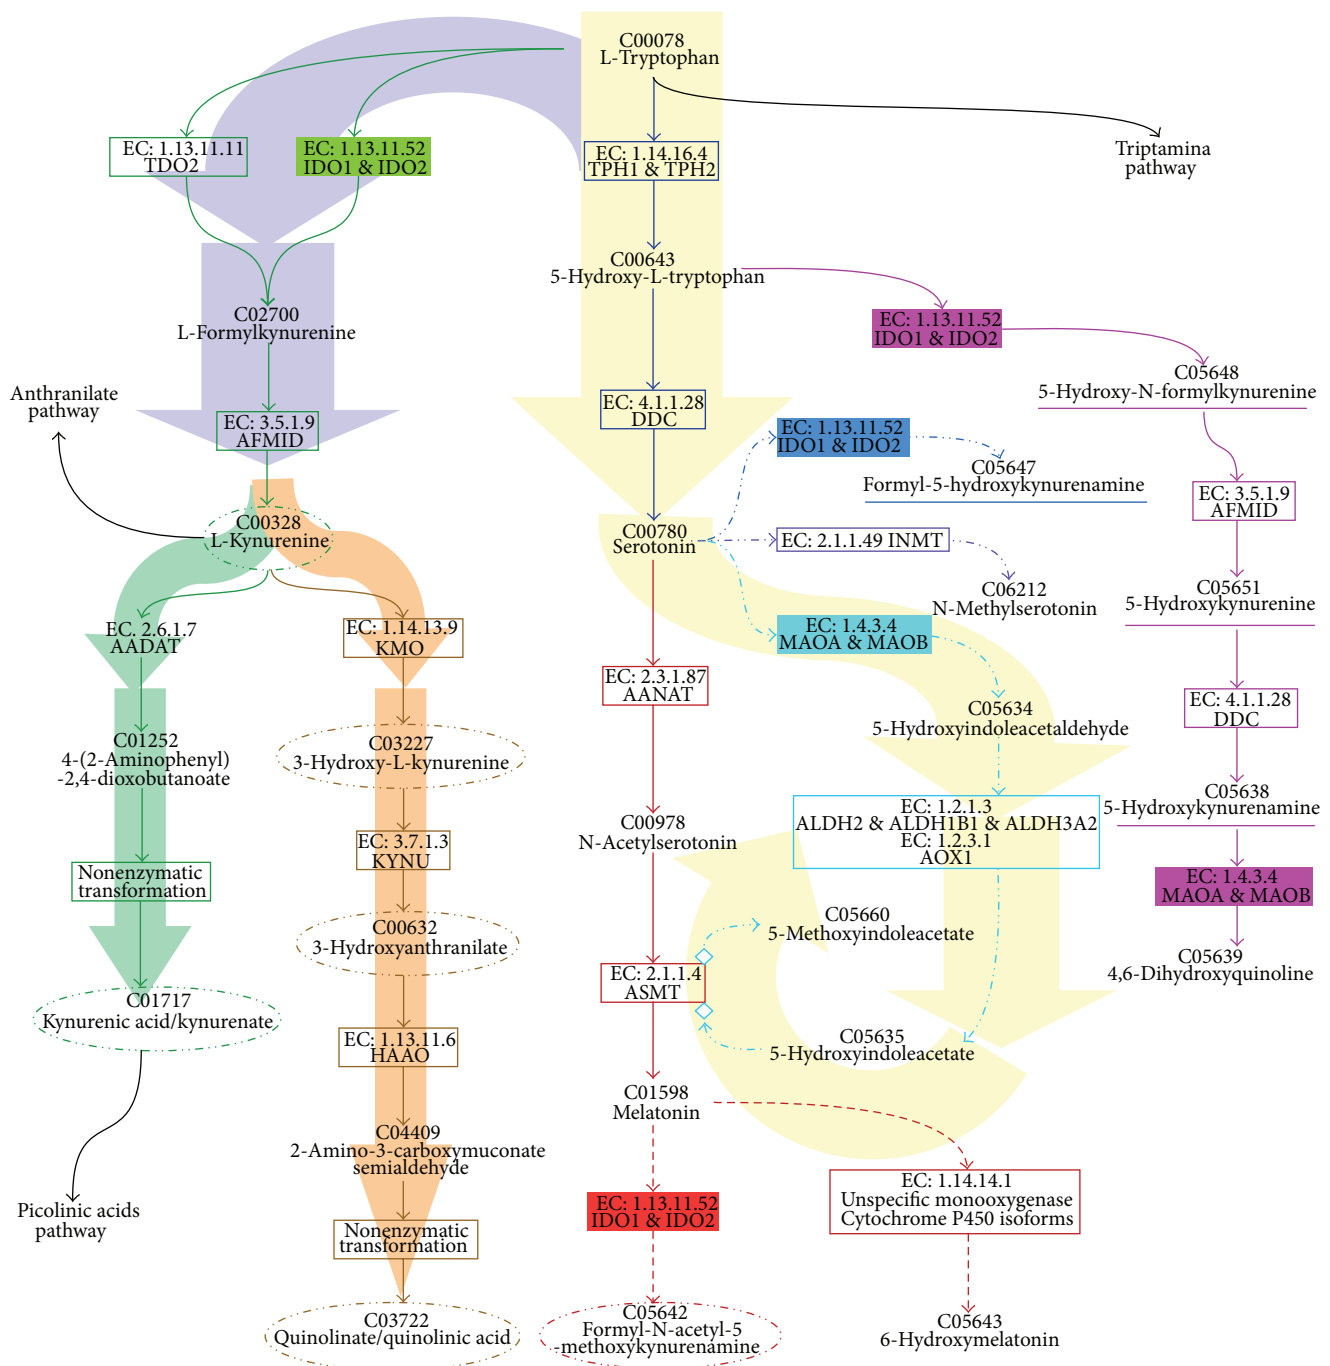 C00078
L-Tryptophan
EC: 1.13.11.11
TDO2
EC: 1.13.11.52
IDO1 & IDO2
EC: 1.14.16.4
TPH1 & TPH2
Triptamina
pathway
C00643
5-Hydroxy-L-tryptophan
C02700
L-Formylkynurenine
EC: 1.13.11.52
IDO1 & IDO2
C05648
5-Hydroxy-N-formylkynurenine
Anthranilate
pathway
EC: 3.5.1.9
AFMID
EC: 4.1.1.28
DDC
EC: 1.13.11.52
IDO1 & IDO2
C05647
Formyl-5-hydroxykynurenamine
EC: 3.5.1.9
AFMID
C00328
L-Kynurenine
C00780
Serotonin
EC: 2.1.1.49 INMT
C06212
N-Methylserotonin
C05651
5-Hydroxykynurenine
EC. 2.6.1.7
AADAT
EC: 1.14.13.9
KMO
EC: 1.4.3.4
MAOA & MAOB
EC: 2.3.1.87
AANAT
EC: 4.1.1.28
DDC
C05634
5-Hydroxyindoleacetaldehyde
C01252
4-(2-Aminophenyl)
-2,4-dioxobutanoate
C03227
3-Hydroxy-L-kynurenine
C05638
5-Hydroxykynurenamine
EC: 1.2.1.3
ALDH2 & ALDH1B1 & ALDH3A2
EC: 1.2.3.1
AOX1
C00978
N-Acetylserotonin
EC: 3.7.1.3
KYNU
Nonenzymatic
transformation
EC: 1.4.3.4
MAOA & MAOB
C00632
3-Hydroxyanthranilate
C05660
5-Methoxyindoleacetate
C05639
4,6-Dihydroxyquinoline
EC: 2.1.1.4
ASMT
C01717
Kynurenic acid/kynurenate
EC: 1.13.11.6
HAAO
C05635
5-Hydroxyindoleacetate
C01598
Melatonin
C04409
2-Amino-3-carboxymuconate
semialdehyde
Picolinic acids
pathway
EC: 1.13.11.52
IDO1 & IDO2
EC: 1.14.14.1
Unspecific monooxygenase
Cytochrome P450 isoforms
Nonenzymatic
transformation
C03722
Quinolinate/quinolinic acid
C05642
Formyl-N-acetyl-5
-methoxykynurenamine
C05643
6-Hydroxymelatonin